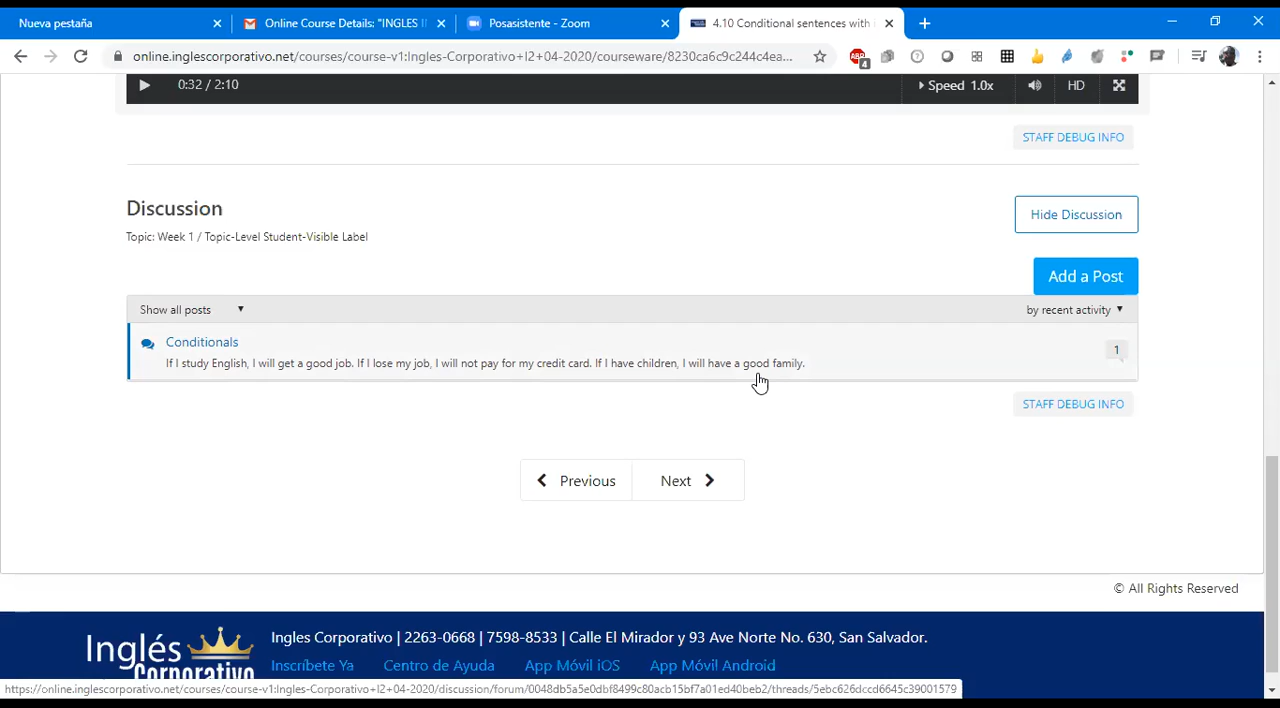 Nueva pestaña
Online Course Details: "INGLES I
Posasistente - Zoom
4.10 Conditional sentences with
online.inglescorporativo.net/courses/course-v1:Ingles-Corporativo+I2+04-2020/courseware/8230ca6c9c244c4ea...
4
0:32 / 2:10
Speed 1.0x
HD
STAFF DEBUG INFO
Discussion
Hide Discussion
Topic: Week 1 / Topic-Level Student-Visible Label
Add a Post
Show all posts
by recent activity
Conditionals
1
If I study English, I will get a good job. If I lose my job, I will not pay for my credit card. If I have children, I will have a good family.
STAFF DEBUG INFO
Previous
Next
© All Rights Reserved
Inglés
Corporativo
Ingles Corporativo | 2263-0668 | 7598-8533 | Calle El Mirador y 93 Ave Norte No. 630, San Salvador.
Inscríbete Ya
Centro de Ayuda
App Móvil iOS
App Móvil Android
https://online.inglescorporativo.net/courses/course-v1:Ingles-Corporativo+I2+04-2020/discussion/forum/0048db5a5e0dbf8499c80acb15bf7a01ed40beb2/threads/5ebc626dccd6645c39001579